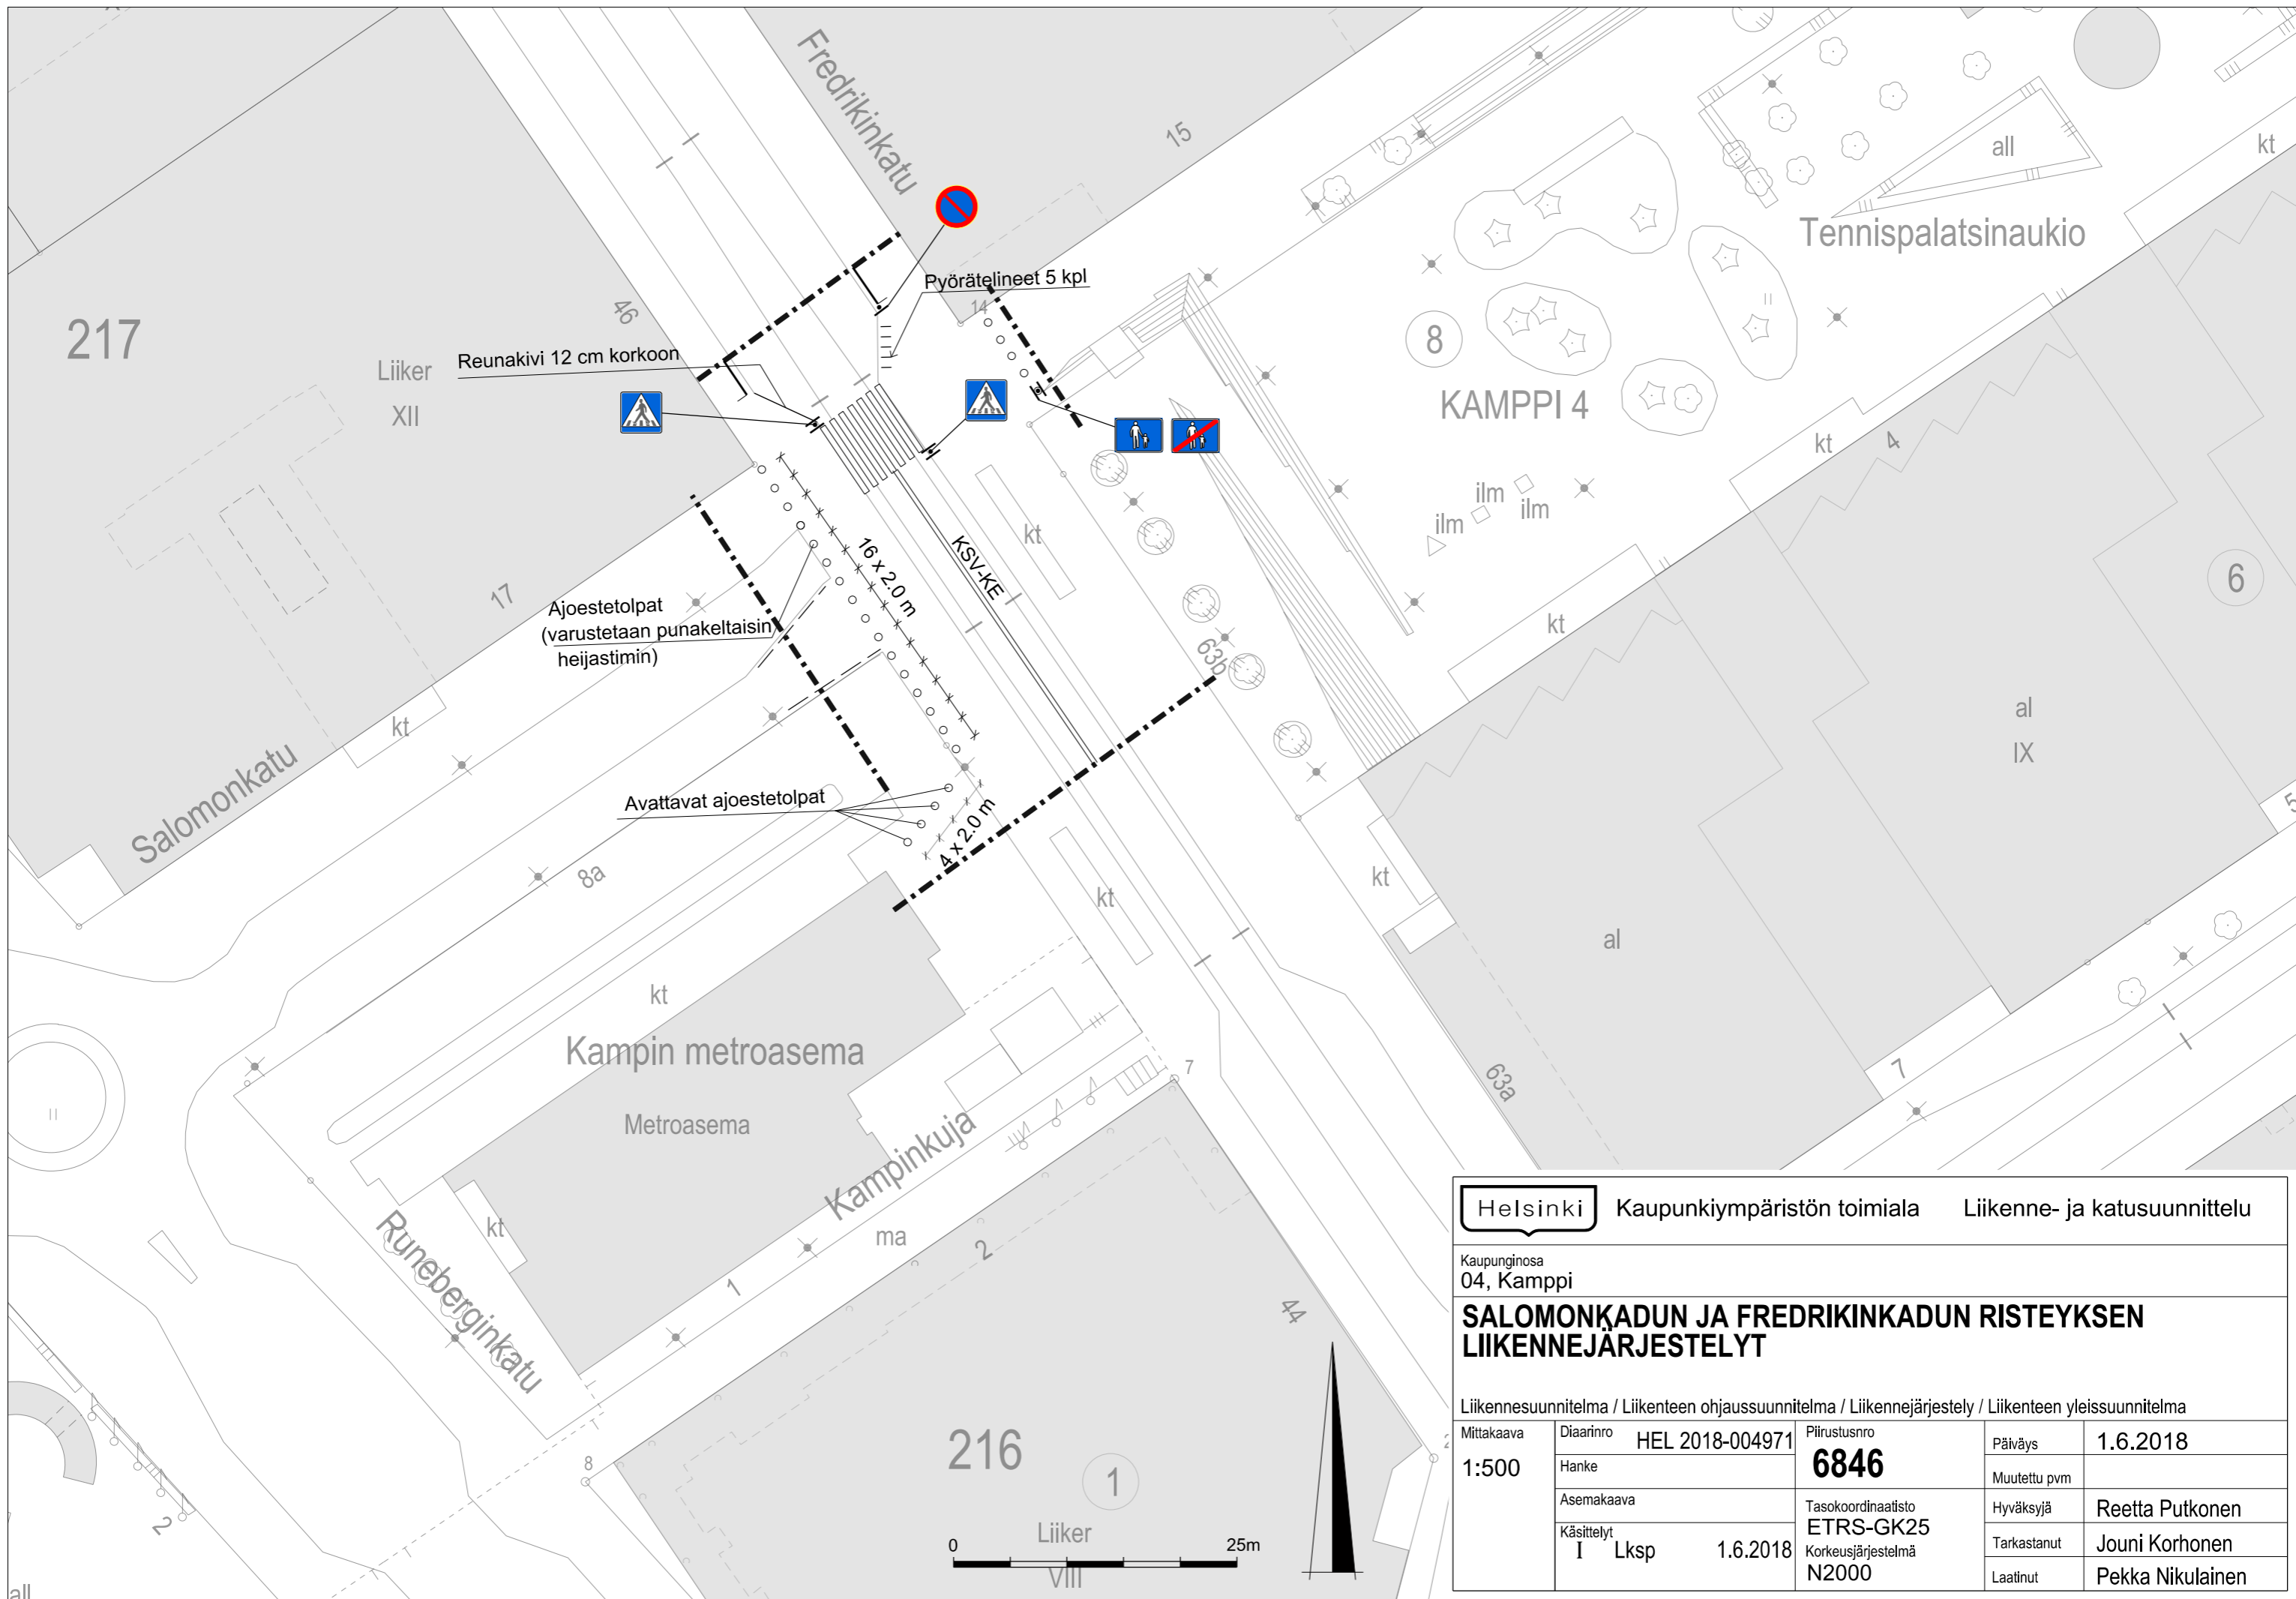 Fredrikinkatu
15
all
kt
Tennispalatsinaukio
Pyörätelineet 5 kpl
14
46
217
Liiker
XII
Reunakivi 12 cm korkoon
8
KAMPPI 4
kt
4
ilm
ilm
ilm
kt
KSV-KE
16 x 2.0 m
17
Ajoestetolpat
(varustetaan punakeltaisin
heijastimin)
6
kt
63b
kt
al
IX
Salomonkatu
Avattavat ajoestetolpat
4 x 2.0 m
5
8a
kt
kt
al
kt
Kampin metroasema
Metroasema
7
63a
7
Kampinkuja
kt
ma
2
1
Runeberginkatu
44
216
1
8
2
Liiker
VIII
0
25m
all
Helsinki
Kaupunkiympäristön toimiala
Liikenne- ja katusuunnittelu
Kaupunginosa
04, Kamppi
SALOMONKADUN JA FREDRIKINKADUN RISTEYKSEN
LIIKENNEJÄRJESTELYT
Liikennesuunnitelma / Liikenteen ohjaussuunnitelma / Liikennejärjestely / Liikenteen yleissuunnitelma
Mittakaava
1:500
Diaarinro HEL 2018-004971
Hanke
Asemakaava
Käsittelyt
I Lksp 1.6.2018
Piirustusnro
6846
Tasokoordinaatisto
ETRS-GK25
Korkeusjärjestelmä
N2000
Päiväys 1.6.2018
Muutettu pvm
Hyväksyjä Reetta Putkonen
Tarkastanut Jouni Korhonen
Laatinut Pekka Nikulainen